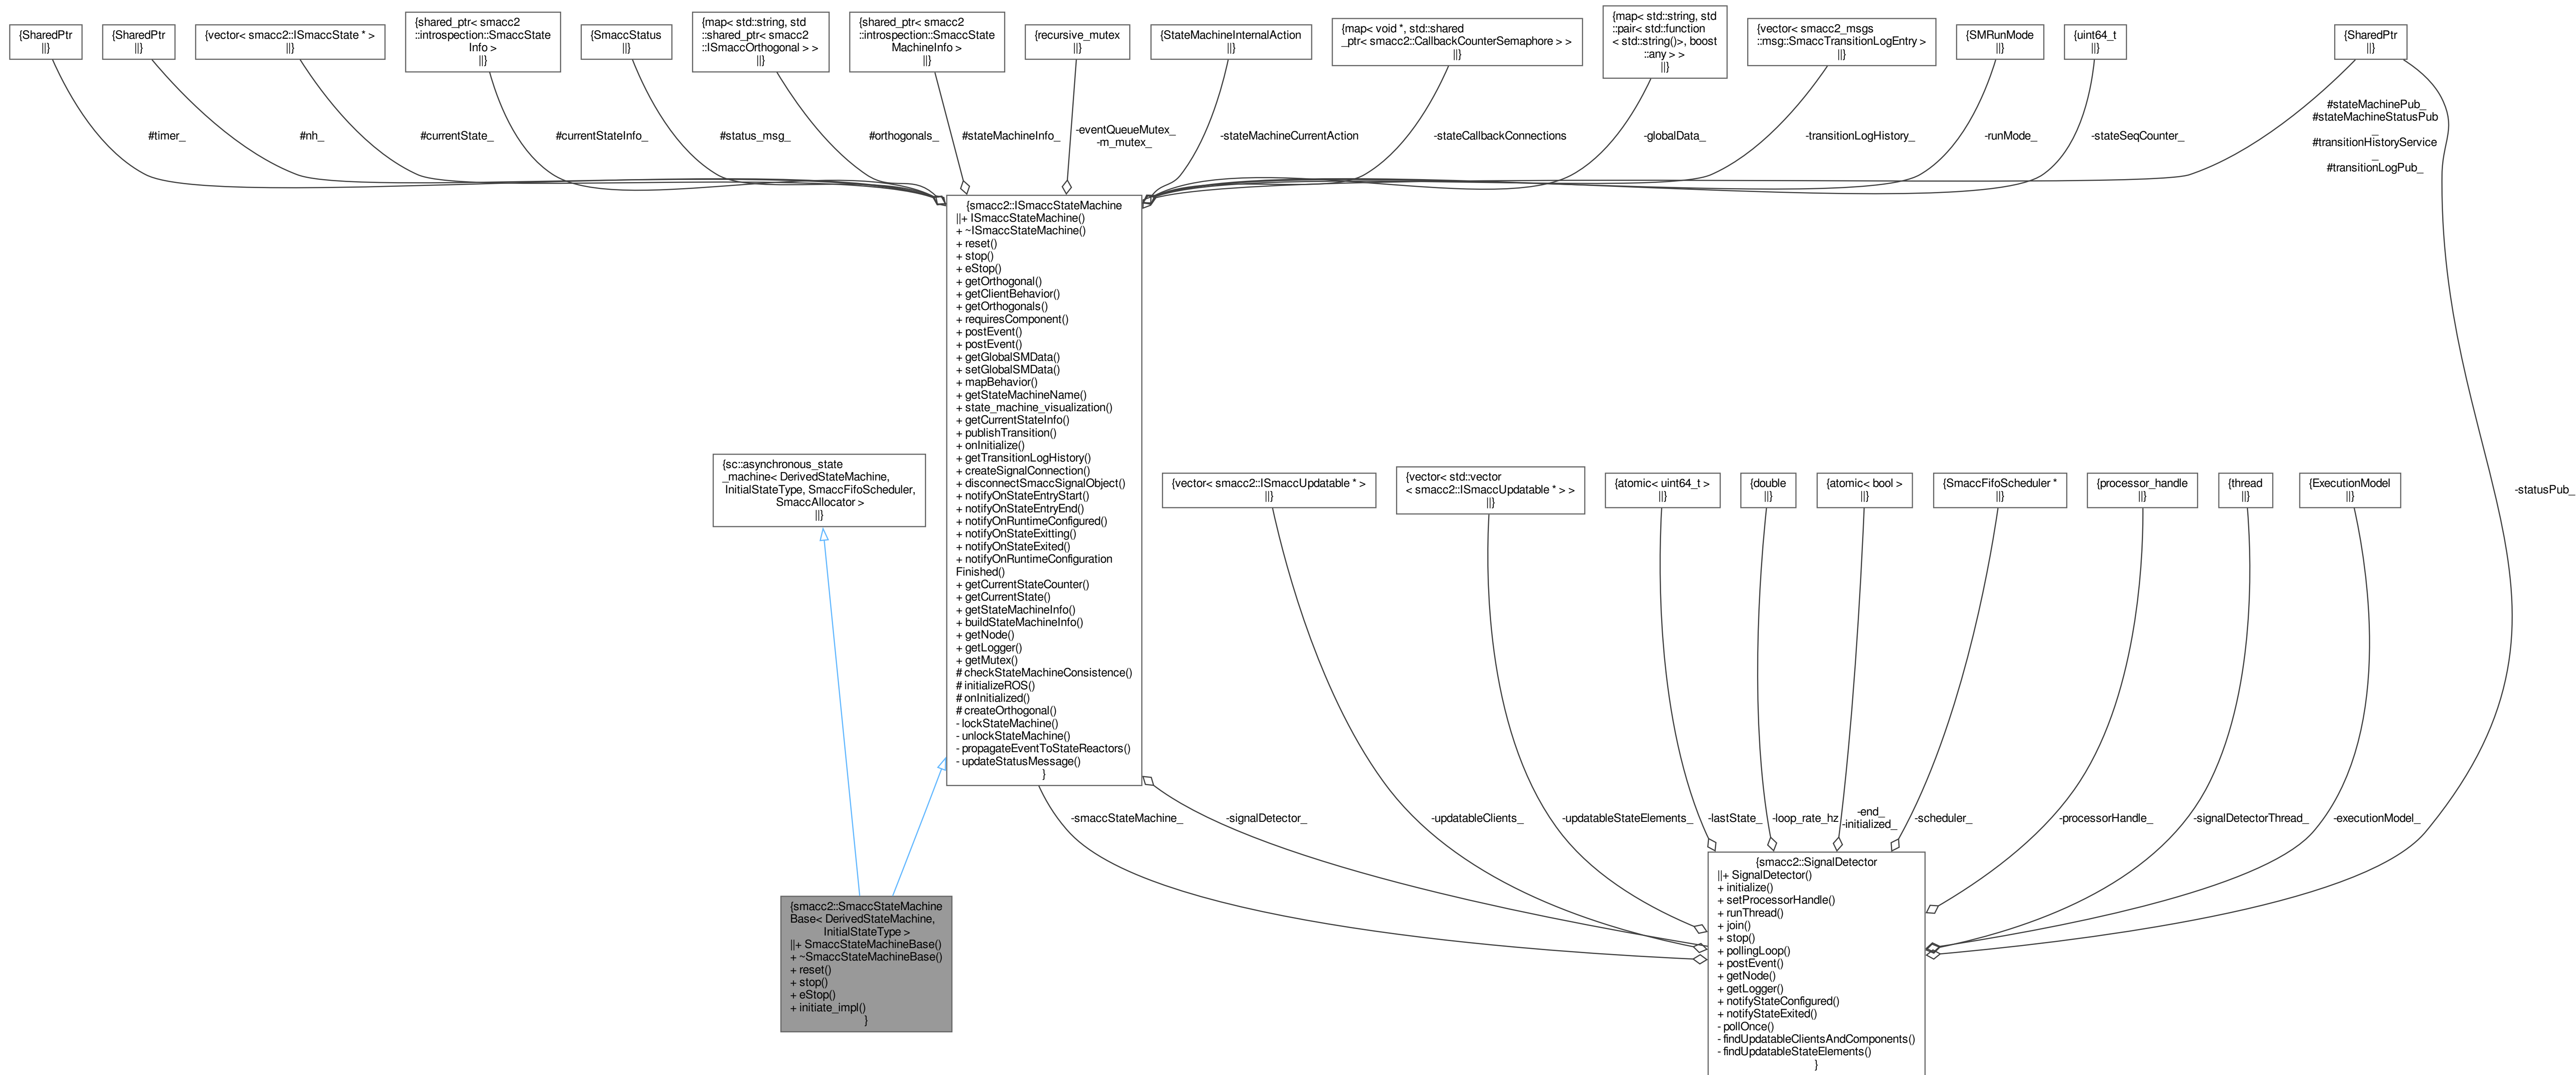 {SharedPtr
||}
{SharedPtr
||}
{vector< smacc2::ISmaccState * >
||}
{shared_ptr< smacc2
::introspection::SmaccState
Info >
||}
{SmaccStatus
||}
{map< std::string, std
::shared_ptr< smacc2
::ISmaccOrthogonal > >
||}
{shared_ptr< smacc2
::introspection::SmaccState
MachineInfo >
||}
{recursive_mutex
||}
{StateMachineInternalAction
||}
{map< void *, std::shared
_ptr< smacc2::CallbackCounterSemaphore > >
||}
{map< std::string, std
::pair< std::function
< std::string()>, boost
::any > >
||}
{vector< smacc2_msgs
::msg::SmaccTransitionLogEntry >
||}
{SMRunMode
||}
{uint64_t
||}
{SharedPtr
||}
#timer_
#nh_
#currentState_
#currentStateInfo_
#status_msg_
#orthogonals_
#stateMachineInfo_
-eventQueueMutex_
-m_mutex_
-stateMachineCurrentAction
-stateCallbackConnections
-globalData_
-transitionLogHistory_
-runMode_
-stateSeqCounter_
#stateMachinePub_
#stateMachineStatusPub
_
#transitionHistoryService
_
#transitionLogPub_
{smacc2::ISmaccStateMachine
||+ ISmaccStateMachine()
+ ~ISmaccStateMachine()
+ reset()
+ stop()
+ eStop()
+ getOrthogonal()
+ getClientBehavior()
+ getOrthogonals()
+ requiresComponent()
+ postEvent()
+ postEvent()
+ getGlobalSMData()
+ setGlobalSMData()
+ mapBehavior()
+ getStateMachineName()
+ state_machine_visualization()
+ getCurrentStateInfo()
+ publishTransition()
+ onInitialize()
+ getTransitionLogHistory()
+ createSignalConnection()
+ disconnectSmaccSignalObject()
+ notifyOnStateEntryStart()
+ notifyOnStateEntryEnd()
+ notifyOnRuntimeConfigured()
+ notifyOnStateExitting()
+ notifyOnStateExited()
+ notifyOnRuntimeConfiguration
Finished()
+ getCurrentStateCounter()
+ getCurrentState()
+ getStateMachineInfo()
+ buildStateMachineInfo()
+ getNode()
+ getLogger()
+ getMutex()
# checkStateMachineConsistence()
# initializeROS()
# onInitialized()
# createOrthogonal()
- lockStateMachine()
- unlockStateMachine()
- propagateEventToStateReactors()
- updateStatusMessage()
}
{sc::asynchronous_state
_machine< DerivedStateMachine,
InitialStateType, SmaccFifoScheduler,
SmaccAllocator >
||}
{vector< smacc2::ISmaccUpdatable * >
||}
{vector< std::vector
< smacc2::ISmaccUpdatable * > >
||}
{atomic< uint64_t >
||}
{double
||}
{atomic< bool >
||}
{SmaccFifoScheduler *
||}
{processor_handle
||}
{thread
||}
{ExecutionModel
||}
-statusPub_
-smaccStateMachine_
-signalDetector_
-updatableClients_
-updatableStateElements_
-lastState_
-loop_rate_hz
-end_
-initialized_
-scheduler_
-processorHandle_
-signalDetectorThread_
-executionModel_
{smacc2::SmaccStateMachine
Base< DerivedStateMachine,
InitialStateType >
||+ SmaccStateMachineBase()
+ ~SmaccStateMachineBase()
+ reset()
+ stop()
+ eStop()
+ initiate_impl()
}
{smacc2::SignalDetector
||+ SignalDetector()
+ initialize()
+ setProcessorHandle()
+ runThread()
+ join()
+ stop()
+ pollingLoop()
+ postEvent()
+ getNode()
+ getLogger()
+ notifyStateConfigured()
+ notifyStateExited()
- pollOnce()
- findUpdatableClientsAndComponents()
- findUpdatableStateElements()
}